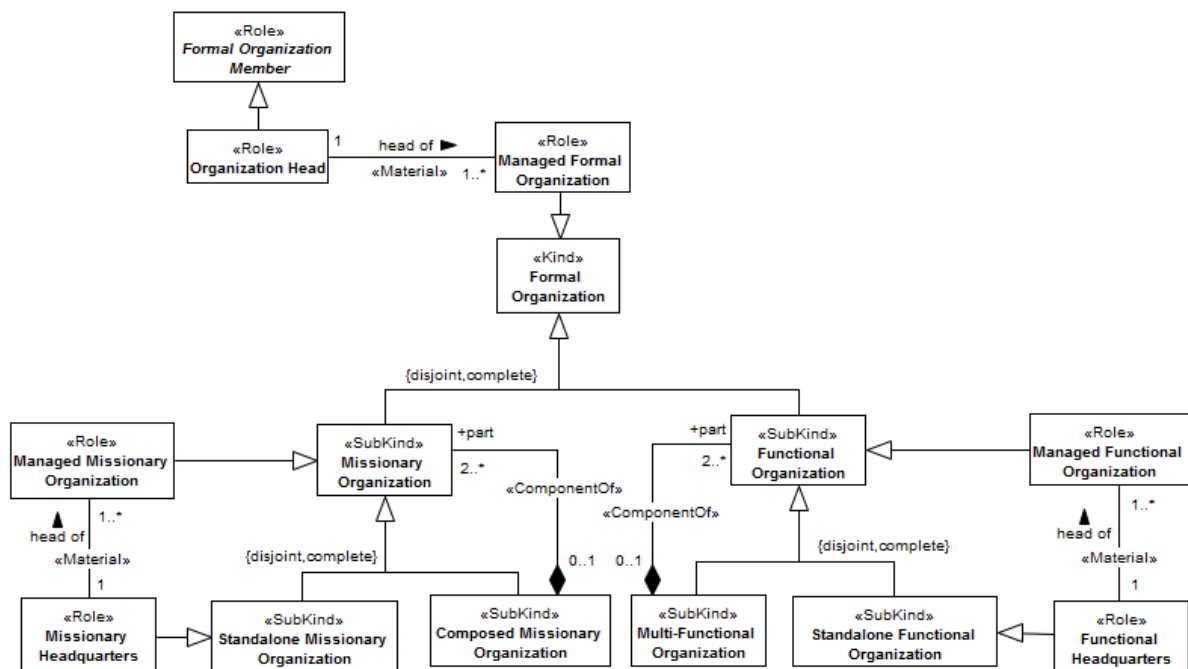 «Role»
Formal Organization
Member
«Role»
Organization Head
1
head of
«Material»
1..*
«Role»
Managed Formal
Organization
«Kind»
Formal
Organization
{disjoint,complete}
«Role»
Managed Missionary
Organization
«SubKind»
Missionary
Organization
+part
2..*
«ComponentOf»
0..1
+part
2..*
«ComponentOf»
0..1
«SubKind»
Functional
Organization
«Role»
Managed Functional
Organization
1..*
head of
«Material»
1
{disjoint,complete}
{disjoint,complete}
1..*
head of
«Material»
1
«Role»
Missionary
Headquarters
«SubKind»
Standalone Missionary
Organization
«SubKind»
Composed Missionary
Organization
«SubKind»
Multi-Functional
Organization
«SubKind»
Standalone Functional
Organization
«Role»
Functional
Headquarters